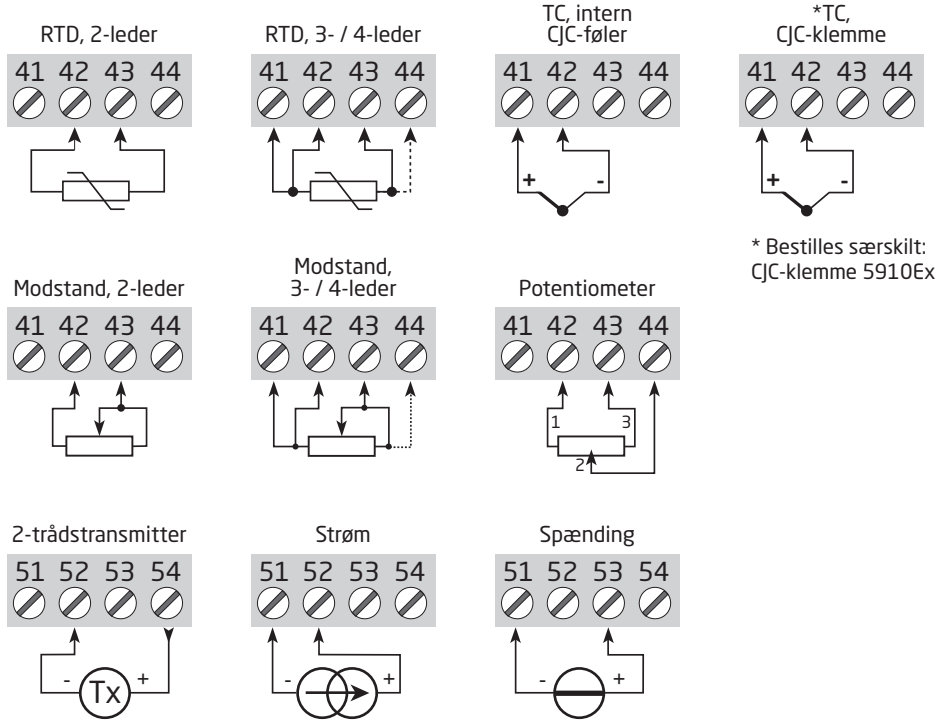 RTD, 2-leder
41 42 43 44
RTD, 3- / 4-leder
41 42 43 44
TC, intern
CJC-føler
41 42 43 44
+ -
*TC,
CJC-klemme
41 42 43 44
+ -
* Bestilles særskilt:
CJC-klemme 5910Ex
Modstand, 2-leder
41 42 43 44
Modstand,
3- / 4-leder
41 42 43 44
Potentiometer
41 42 43 44
1 3
2
2-trådstransmitter
51 52 53 54
- Tx +
Strøm
51 52 53 54
- +
Spænding
51 52 53 54
- +